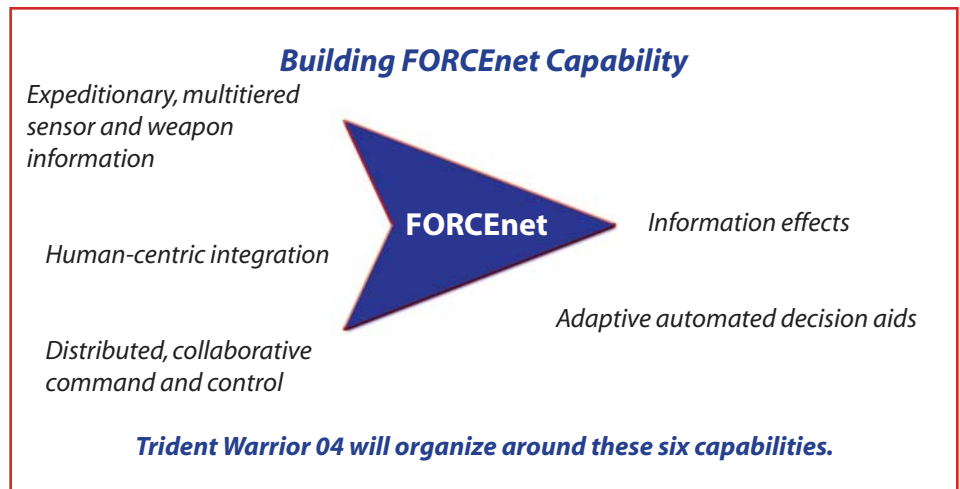 Building FORCEnet Capability
Expeditionary, multitiered
sensor and weapon
information
FORCEnet
Information effects
Human-centric integration
Adaptive automated decision aids
Distributed, collaborative
command and control
Trident Warrior 04 will organize around these six capabilities.